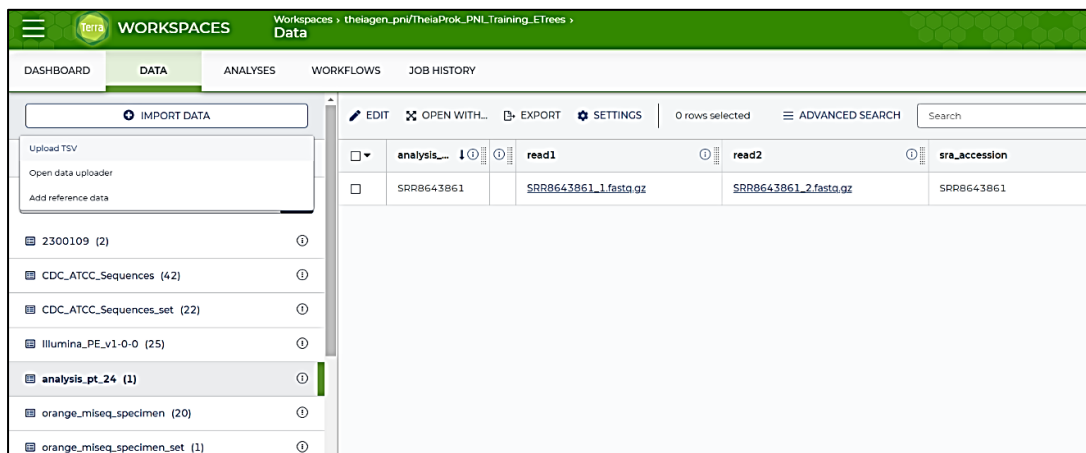 Terra
WORKSPACES
Workspaces › theiagen_pni/TheiaProk_PNI_Training_ETrees ›
Data
DASHBOARD DATA ANALYSES WORKFLOWS JOB HISTORY
IMPORT DATA
Upload TSV
Open data uploader
Add reference data
2300109 (2)
CDC_ATCC_Sequences (42)
CDC_ATCC_Sequences_set (22)
Illumina_PE_v1-0-0 (25)
analysis_pt_24 (1)
orange_miseq_specimen (20)
orange_miseq_specimen_set (1)
EDIT OPEN WITH... EXPORT SETTINGS 0 rows selected ADVANCED SEARCH Search
analysis_... read1 read2 sra_accession
SRR8643861 SRR8643861_1.fastq.gz SRR8643861_2.fastq.gz SRR8643861